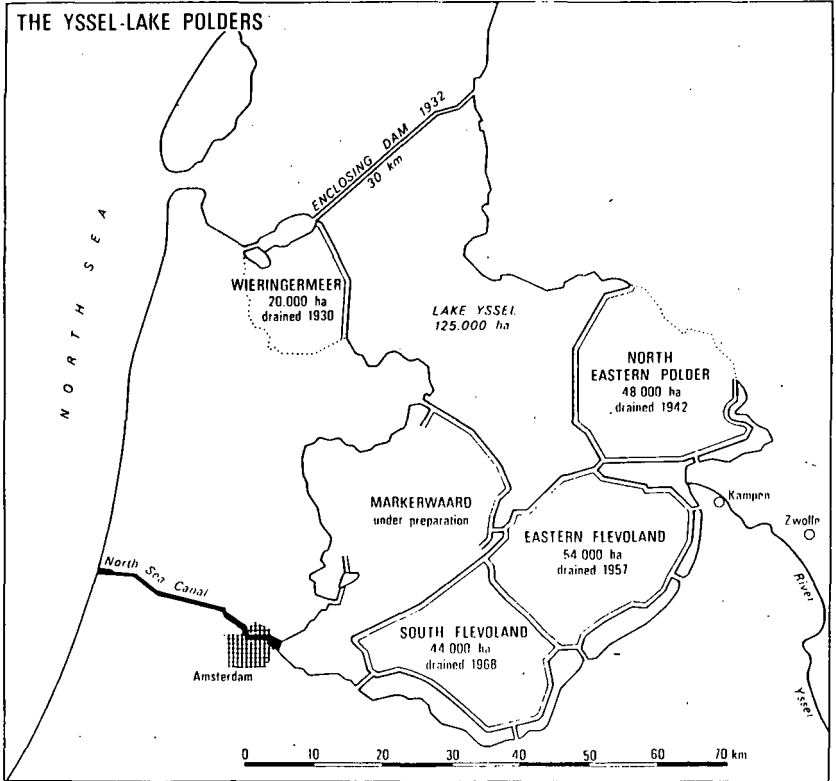 THE YSSEL-LAKE POLDERS
ENCLOSING DAM 1932
30 km
NORTH SEA
WIERINGERMEER
20.000 ha
drained 1930
LAKE YSSEL
125.000 ha
NORTH
EASTERN POLDER
48 000 ha
drained 1942
MARKERWAARD
under preparation
Kampen
Zwolle
EASTERN FLEVOLAND
54 000 ha
drained 1957
North Sea Canal
River Yssel
SOUTH FLEVOLAND
44 000 ha
drained 1968
Amsterdam
0 10 20 30 40 50 60 70 km